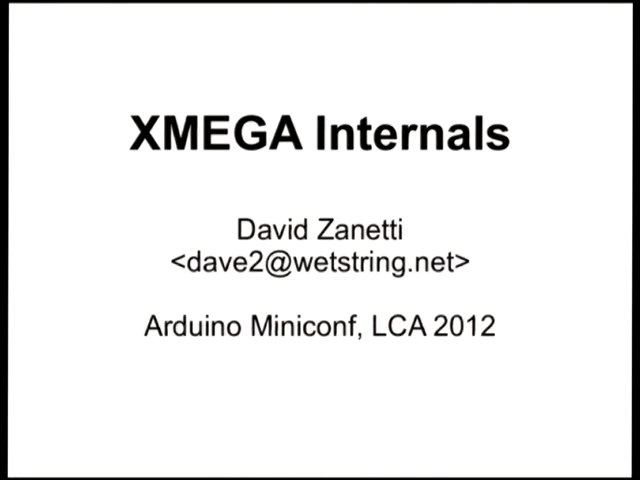 XMEGA Internals
David Zanetti
<dave2@wetstring.net>
Arduino Miniconf, LCA 2012